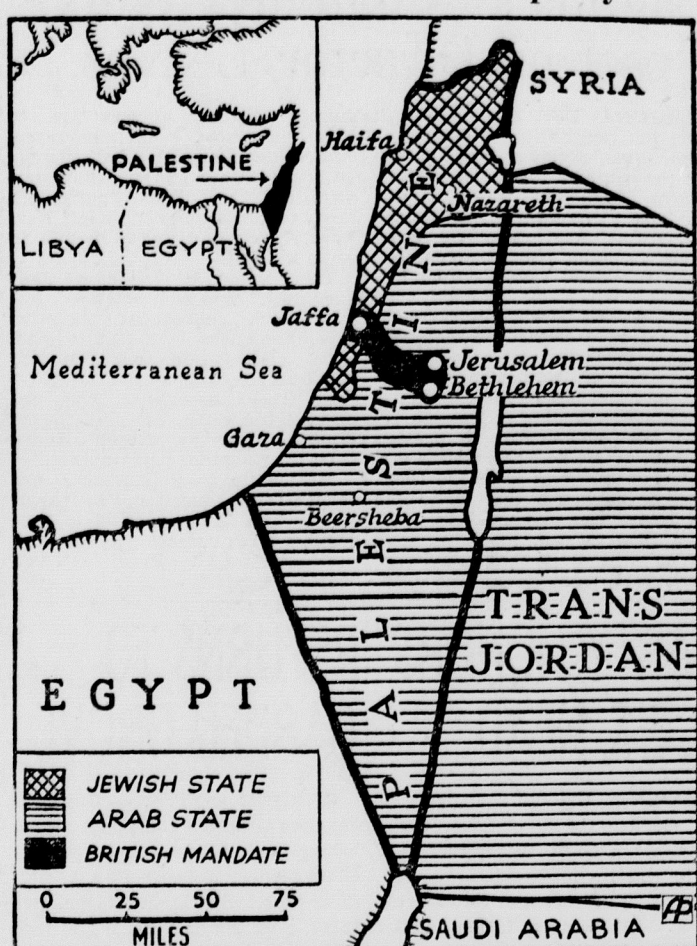 SYRIA
Haifa
PALESTINE
Nazareth
LIBYA
EGYPT
Jaffa
Mediterranean Sea
Jerusalem
Bethlehem
Gaza
Beersheba
PALESTINE
TRANS
JORDAN
EGYPT
JEWISH STATE
ARAB STATE
BRITISH MANDATE
0 25 50 75
MILES
SAUDI ARABIA
AP